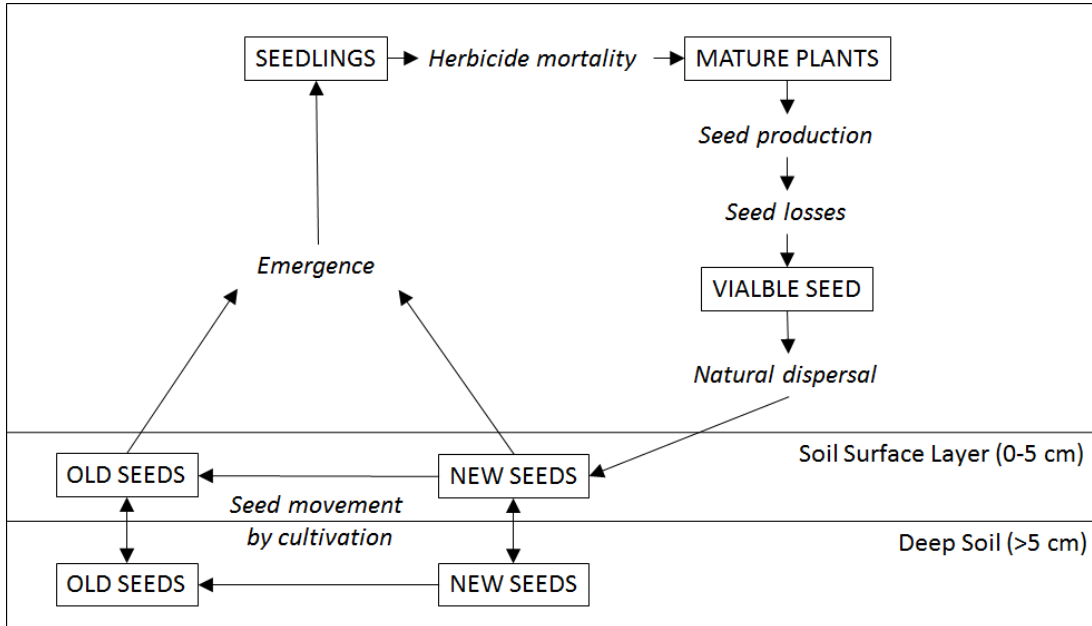 SEEDLINGS
Herbicide mortality
MATURE PLANTS
Seed production
Seed losses
Emergence
VIALBLE SEED
Natural dispersal
Soil Surface Layer (0-5 cm)
OLD SEEDS
NEW SEEDS
Seed movement
by cultivation
Deep Soil (>5 cm)
OLD SEEDS
NEW SEEDS